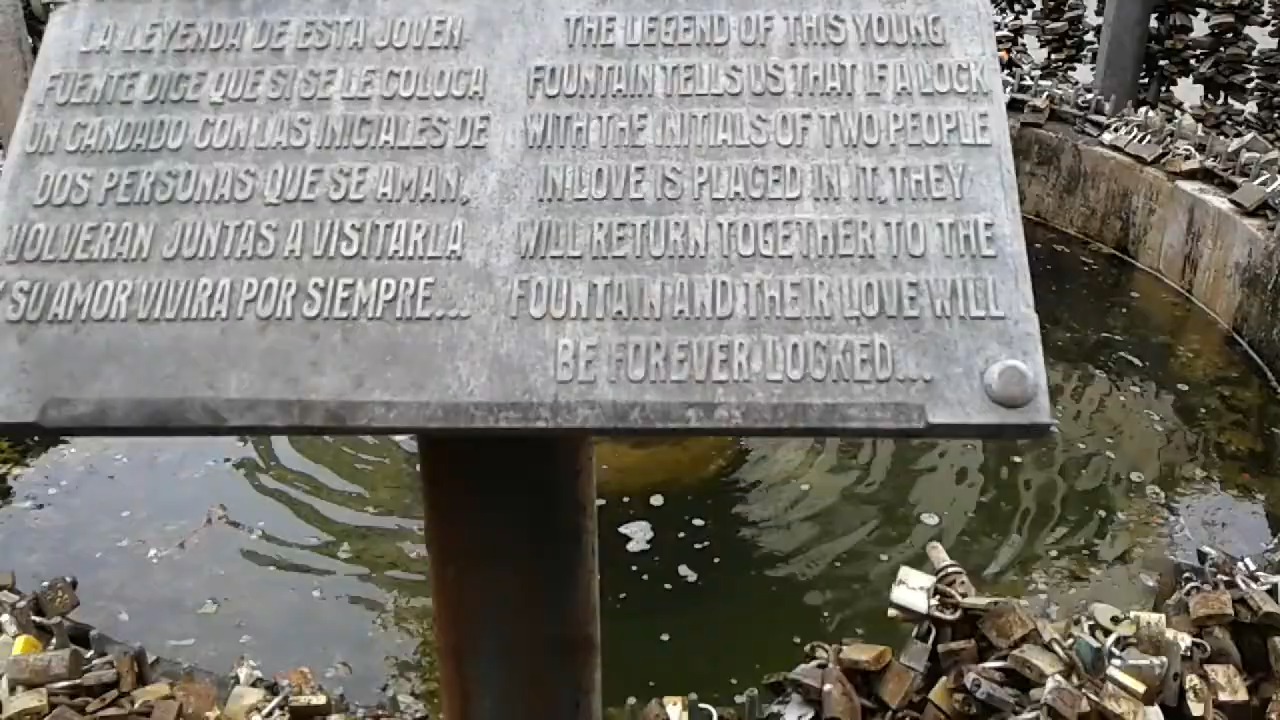 LA LEYENDA DE ESTA JOVEN
FUENTE DICE QUE SI SE LE COLOCA
UN CANDADO CON LAS INICIALES DE
DOS PERSONAS QUE SE AMAN,
VOLVERAN JUNTAS A VISITARLA
Y SU AMOR VIVIRA POR SIEMPRE...
THE LEGEND OF THIS YOUNG
FOUNTAIN TELLS US THAT IF A LOCK
WITH THE INITIALS OF TWO PEOPLE
IN LOVE IS PLACED IN IT, THEY
WILL RETURN TOGETHER TO THE
FOUNTAIN AND THEIR LOVE WILL
BE FOREVER LOCKED...